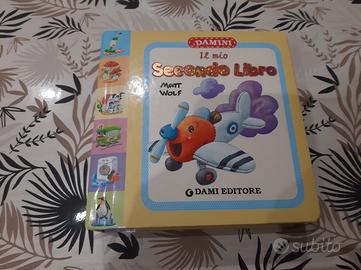 DAMINI
Il mio
Secondo Libro
MATT
WOLF
DAMI EDITORE
subito